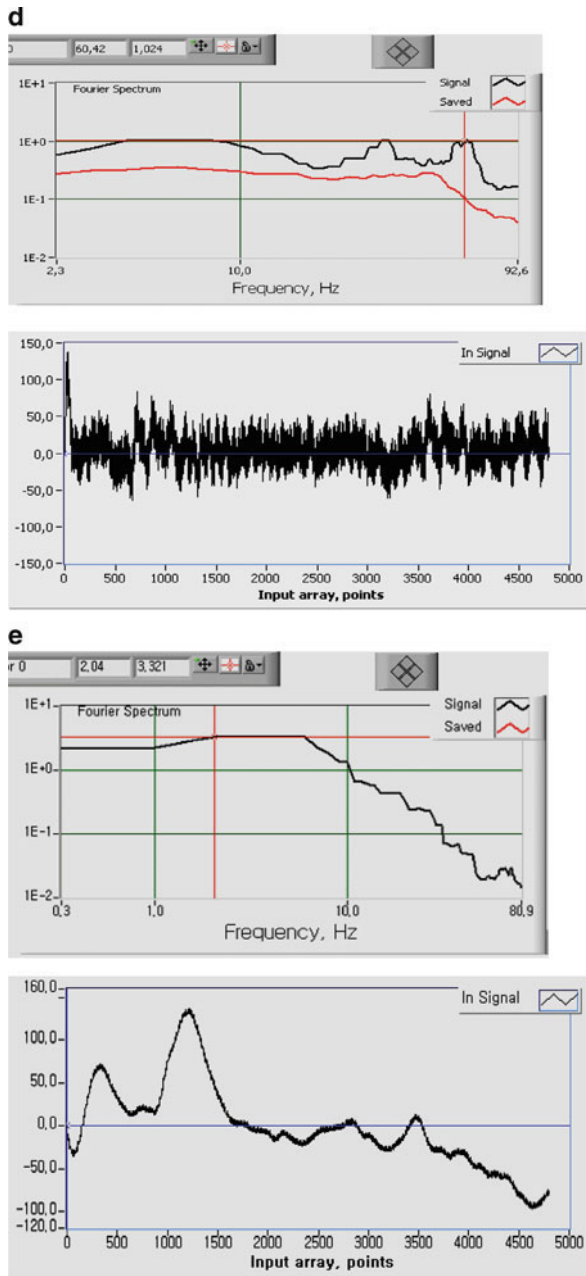 d
0 60,42 1,024
Fourier Spectrum
Signal
Saved
1E+1
1E+0
1E-1
1E-2
2,3 10,0 92,6
Frequency, Hz
In Signal
150,0
100,0
50,0
0,0
-50,0
-100,0
-150,0
0 500 1000 1500 2000 2500 3000 3500 4000 4500 5000
Input array, points
e
or 0 2,04 3,321
Fourier Spectrum
Signal
Saved
1E+1
1E+0
1E-1
1E-2
0,3 1,0 10,0 80,9
Frequency, Hz
In Signal
160,0
100,0
50,0
0,0
-50,0
-100,0
-120,0
0 500 1000 1500 2000 2500 3000 3500 4000 4500 5000
Input array, points